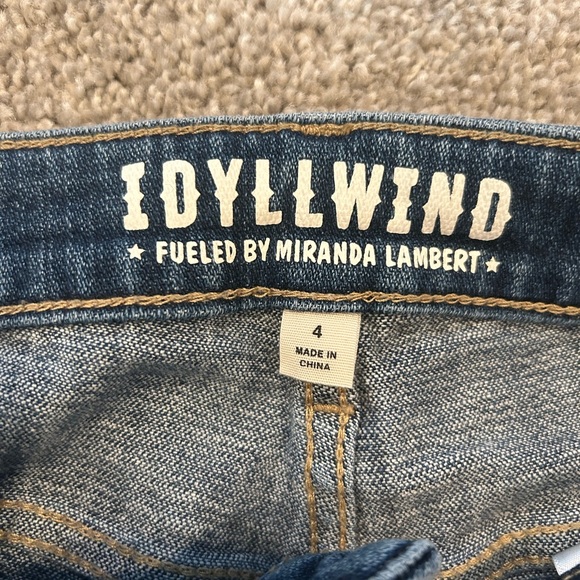 IDYLLWIND
★ FUELED BY MIRANDA LAMBERT ★
4
MADE IN
CHINA